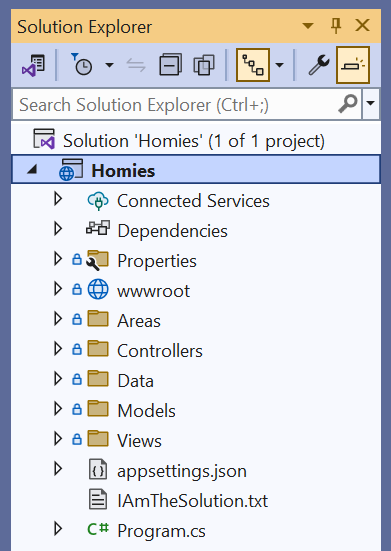 Solution Explorer
Search Solution Explorer (Ctrl+;)
Solution 'Homies' (1 of 1 project)
Homies
Connected Services
Dependencies
Properties
wwwroot
Areas
Controllers
Data
Models
Views
appsettings.json
IAmTheSolution.txt
C# Program.cs